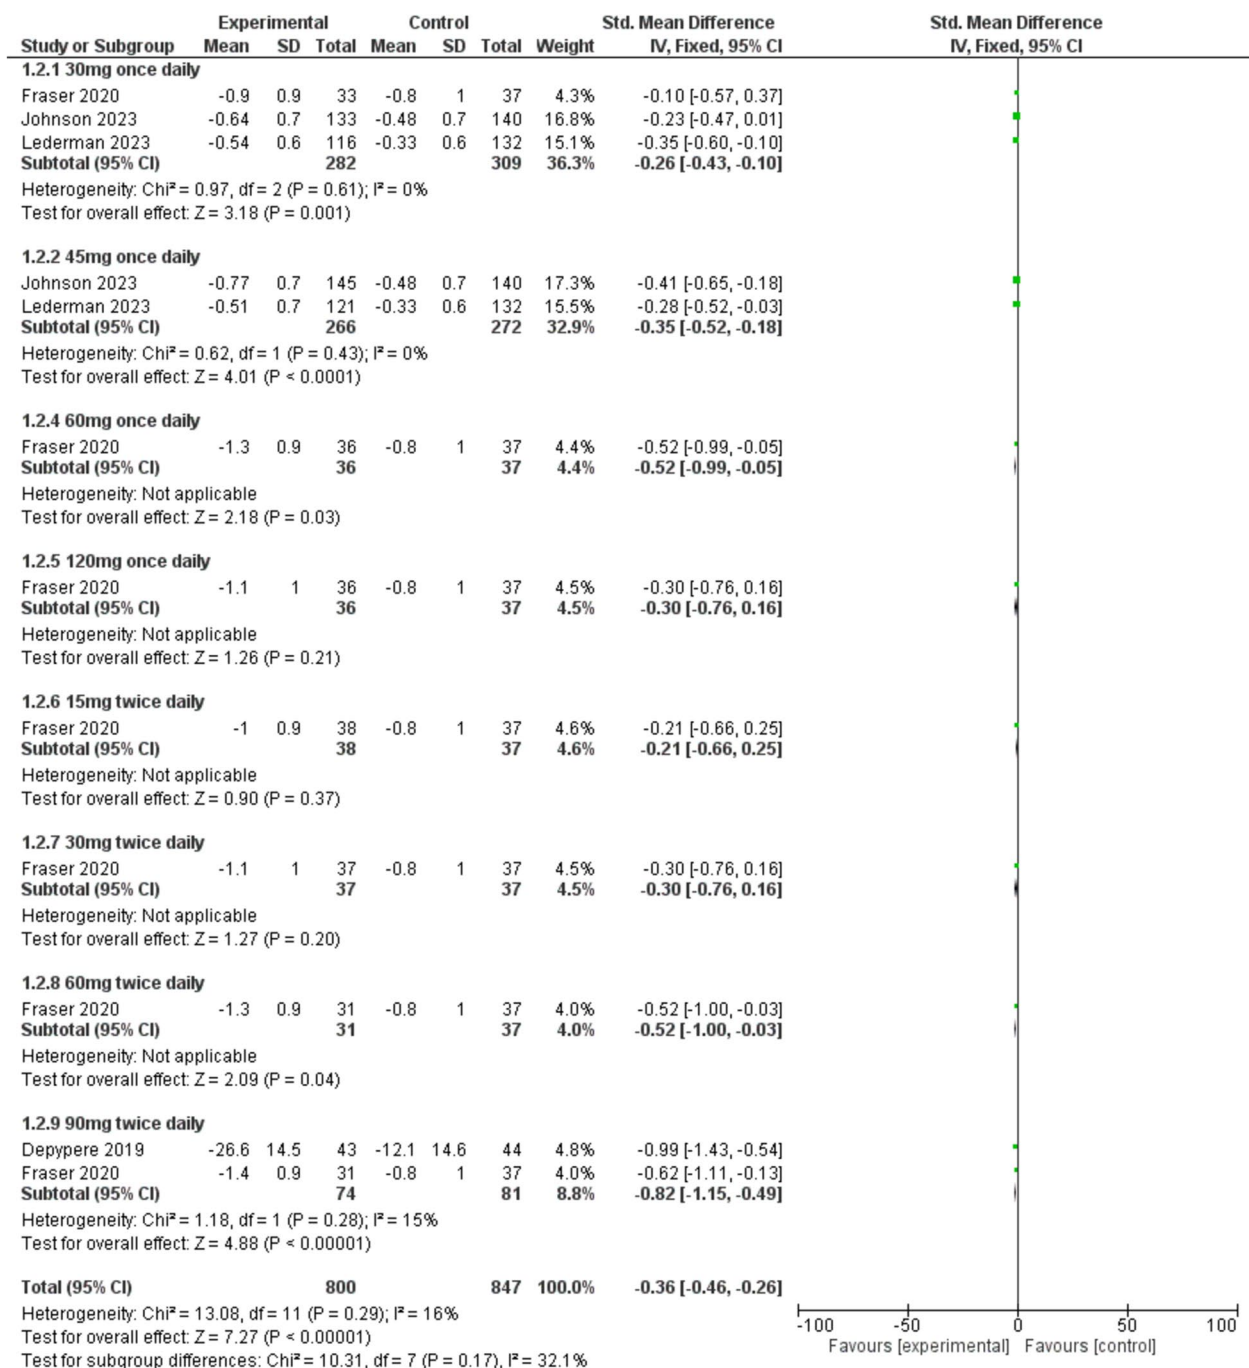 Experimental Control Std. Mean Difference Std. Mean Difference
Study or Subgroup Mean SD Total Mean SD Total Weight IV, Fixed, 95% CI IV, Fixed, 95% CI
1.2.1 30mg once daily
Fraser 2020 -0.9 0.9 33 -0.8 1 37 4.3% -0.10 [-0.57, 0.37]
Johnson 2023 -0.64 0.7 133 -0.48 0.7 140 16.8% -0.23 [-0.47, 0.01]
Lederman 2023 -0.54 0.6 116 -0.33 0.6 132 15.1% -0.35 [-0.60, -0.10]
Subtotal (95% CI) 282 309 36.3% -0.26 [-0.43, -0.10]
Heterogeneity: Chi² = 0.97, df = 2 (P = 0.61); I² = 0%
Test for overall effect: Z = 3.18 (P = 0.001)
1.2.2 45mg once daily
Johnson 2023 -0.77 0.7 145 -0.48 0.7 140 17.3% -0.41 [-0.65, -0.18]
Lederman 2023 -0.51 0.7 121 -0.33 0.6 132 15.5% -0.28 [-0.52, -0.03]
Subtotal (95% CI) 266 272 32.9% -0.35 [-0.52, -0.18]
Heterogeneity: Chi² = 0.62, df = 1 (P = 0.43); I² = 0%
Test for overall effect: Z = 4.01 (P < 0.0001)
1.2.4 60mg once daily
Fraser 2020 -1.3 0.9 36 -0.8 1 37 4.4% -0.52 [-0.99, -0.05]
Subtotal (95% CI) 36 37 4.4% -0.52 [-0.99, -0.05]
Heterogeneity: Not applicable
Test for overall effect: Z = 2.18 (P = 0.03)
1.2.5 120mg once daily
Fraser 2020 -1.1 1 36 -0.8 1 37 4.5% -0.30 [-0.76, 0.16]
Subtotal (95% CI) 36 37 4.5% -0.30 [-0.76, 0.16]
Heterogeneity: Not applicable
Test for overall effect: Z = 1.26 (P = 0.21)
1.2.6 15mg twice daily
Fraser 2020 -1 0.9 38 -0.8 1 37 4.6% -0.21 [-0.66, 0.25]
Subtotal (95% CI) 38 37 4.6% -0.21 [-0.66, 0.25]
Heterogeneity: Not applicable
Test for overall effect: Z = 0.90 (P = 0.37)
1.2.7 30mg twice daily
Fraser 2020 -1.1 1 37 -0.8 1 37 4.5% -0.30 [-0.76, 0.16]
Subtotal (95% CI) 37 37 4.5% -0.30 [-0.76, 0.16]
Heterogeneity: Not applicable
Test for overall effect: Z = 1.27 (P = 0.20)
1.2.8 60mg twice daily
Fraser 2020 -1.3 0.9 31 -0.8 1 37 4.0% -0.52 [-1.00, -0.03]
Subtotal (95% CI) 31 37 4.0% -0.52 [-1.00, -0.03]
Heterogeneity: Not applicable
Test for overall effect: Z = 2.09 (P = 0.04)
1.2.9 90mg twice daily
Depypere 2019 -26.6 14.5 43 -12.1 14.6 44 4.8% -0.99 [-1.43, -0.54]
Fraser 2020 -1.4 0.9 31 -0.8 1 37 4.0% -0.62 [-1.11, -0.13]
Subtotal (95% CI) 74 81 8.8% -0.82 [-1.15, -0.49]
Heterogeneity: Chi² = 1.18, df = 1 (P = 0.28); I² = 15%
Test for overall effect: Z = 4.88 (P < 0.00001)
Total (95% CI) 800 847 100.0% -0.36 [-0.46, -0.26]
Heterogeneity: Chi² = 13.08, df = 11 (P = 0.29); I² = 16%
Test for overall effect: Z = 7.27 (P < 0.00001)
Test for subgroup differences: Chi² = 10.31, df = 7 (P = 0.17), I² = 32.1%
-100 -50 0 50 100
Favours [experimental] Favours [control]